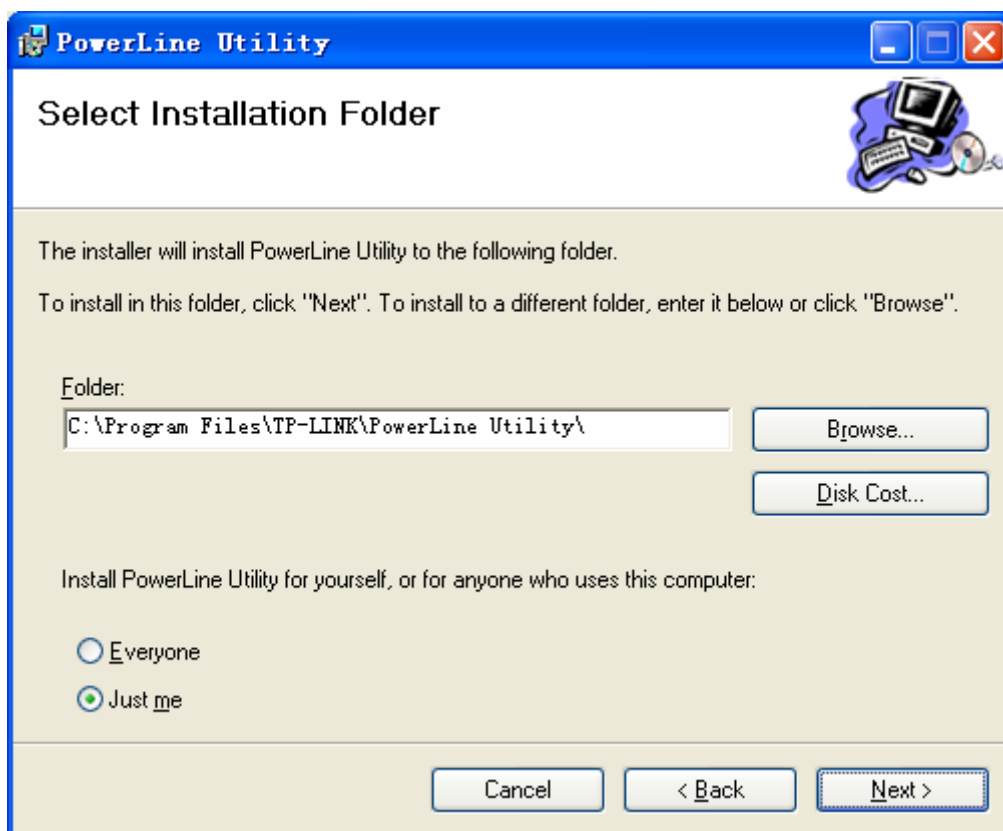 PowerLine Utility
Select Installation Folder
The installer will install PowerLine Utility to the following folder.
To install in this folder, click "Next". To install to a different folder, enter it below or click "Browse".
Folder:
C:\Program Files\TP-LINK\PowerLine Utility\
Browse...
Disk Cost...
Install PowerLine Utility for yourself, or for anyone who uses this computer:
Everyone
Just me
Cancel
< Back
Next >